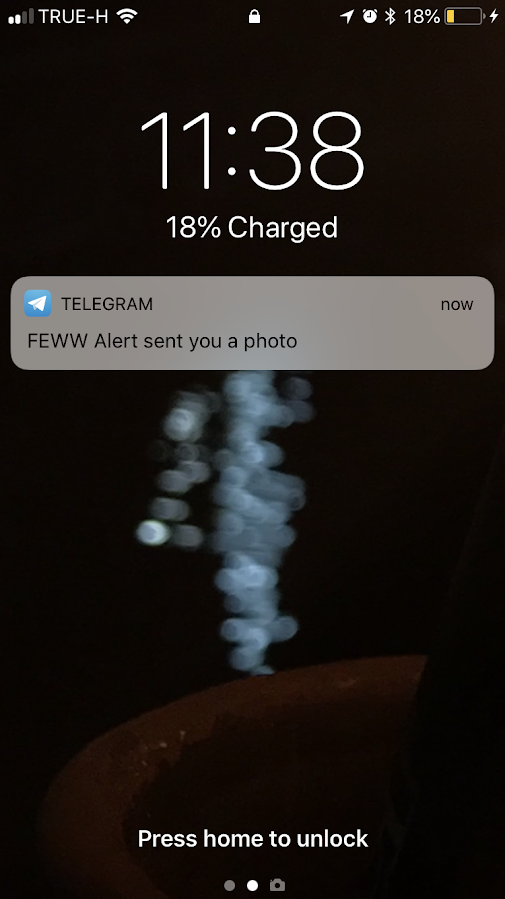 TRUE-H 18%
11:38
18% Charged
TELEGRAM now
FEWW Alert sent you a photo
Press home to unlock